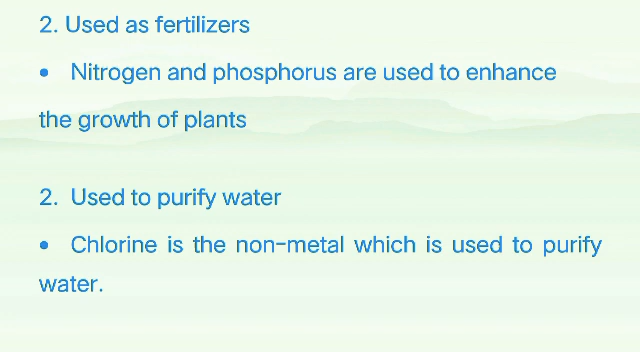 2. Used as fertilizers
• Nitrogen and phosphorus are used to enhance
the growth of plants
2. Used to purify water
• Chlorine is the non-metal which is used to purify
water.